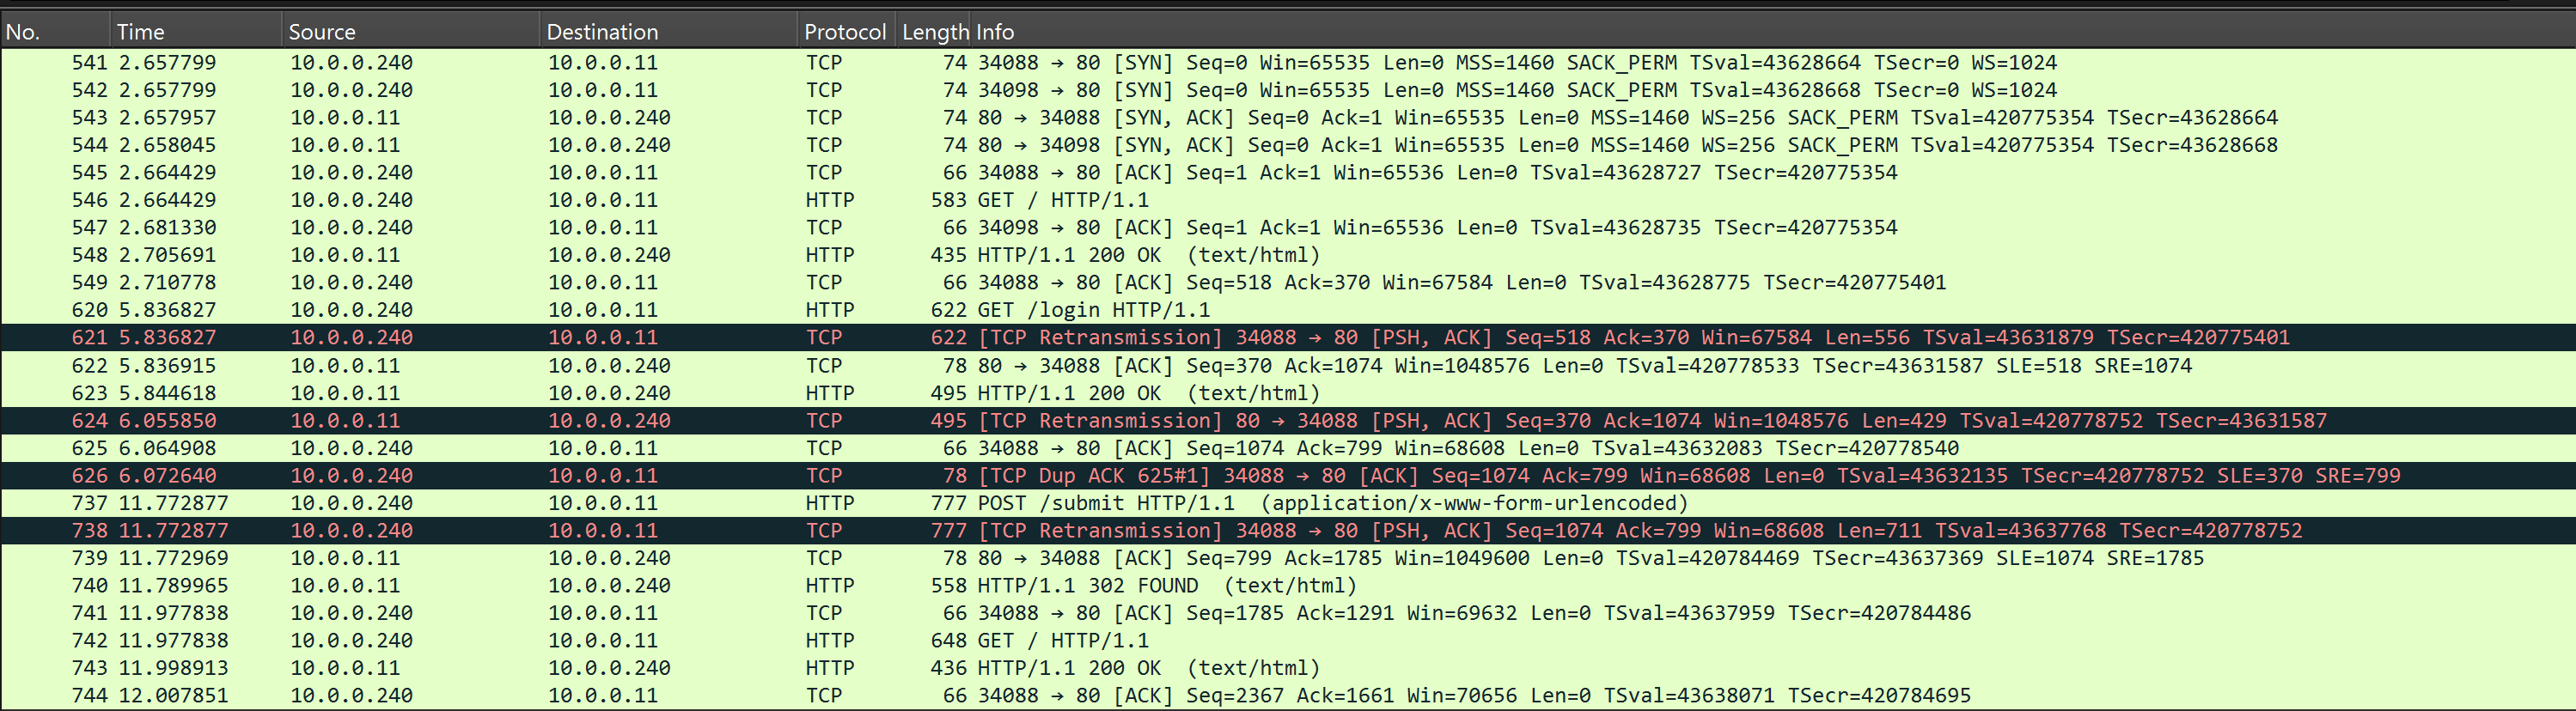 No. Time Source Destination Protocol Length Info
541 2.657799 10.0.0.240 10.0.0.11 TCP 74 34088 → 80 [SYN] Seq=0 Win=65535 Len=0 MSS=1460 SACK_PERM TSval=43628664 TSecr=0 WS=1024
542 2.657799 10.0.0.240 10.0.0.11 TCP 74 34098 → 80 [SYN] Seq=0 Win=65535 Len=0 MSS=1460 SACK_PERM TSval=43628668 TSecr=0 WS=1024
543 2.657957 10.0.0.11 10.0.0.240 TCP 74 80 → 34088 [SYN, ACK] Seq=0 Ack=1 Win=65535 Len=0 MSS=1460 WS=256 SACK_PERM TSval=420775354 TSecr=43628664
544 2.658045 10.0.0.11 10.0.0.240 TCP 74 80 → 34098 [SYN, ACK] Seq=0 Ack=1 Win=65535 Len=0 MSS=1460 WS=256 SACK_PERM TSval=420775354 TSecr=43628668
545 2.664429 10.0.0.240 10.0.0.11 TCP 66 34088 → 80 [ACK] Seq=1 Ack=1 Win=65536 Len=0 TSval=43628727 TSecr=420775354
546 2.664429 10.0.0.240 10.0.0.11 HTTP 583 GET / HTTP/1.1
547 2.681330 10.0.0.240 10.0.0.11 TCP 66 34098 → 80 [ACK] Seq=1 Ack=1 Win=65536 Len=0 TSval=43628735 TSecr=420775354
548 2.705691 10.0.0.11 10.0.0.240 HTTP 435 HTTP/1.1 200 OK (text/html)
549 2.710778 10.0.0.240 10.0.0.11 TCP 66 34088 → 80 [ACK] Seq=518 Ack=370 Win=67584 Len=0 TSval=43628775 TSecr=420775401
620 5.836827 10.0.0.240 10.0.0.11 HTTP 622 GET /login HTTP/1.1
621 5.836827 10.0.0.240 10.0.0.11 TCP 622 [TCP Retransmission] 34088 → 80 [PSH, ACK] Seq=518 Ack=370 Win=67584 Len=556 TSval=43631879 TSecr=420775401
622 5.836915 10.0.0.11 10.0.0.240 TCP 78 80 → 34088 [ACK] Seq=370 Ack=1074 Win=1048576 Len=0 TSval=420778533 TSecr=43631587 SLE=518 SRE=1074
623 5.844618 10.0.0.11 10.0.0.240 HTTP 495 HTTP/1.1 200 OK (text/html)
624 6.055850 10.0.0.11 10.0.0.240 TCP 495 [TCP Retransmission] 80 → 34088 [PSH, ACK] Seq=370 Ack=1074 Win=1048576 Len=429 TSval=420778752 TSecr=43631587
625 6.064908 10.0.0.240 10.0.0.11 TCP 66 34088 → 80 [ACK] Seq=1074 Ack=799 Win=68608 Len=0 TSval=43632083 TSecr=420778540
626 6.072640 10.0.0.240 10.0.0.11 TCP 78 [TCP Dup ACK 625#1] 34088 → 80 [ACK] Seq=1074 Ack=799 Win=68608 Len=0 TSval=43632135 TSecr=420778752 SLE=370 SRE=799
737 11.772877 10.0.0.240 10.0.0.11 HTTP 777 POST /submit HTTP/1.1 (application/x-www-form-urlencoded)
738 11.772877 10.0.0.240 10.0.0.11 TCP 777 [TCP Retransmission] 34088 → 80 [PSH, ACK] Seq=1074 Ack=799 Win=68608 Len=711 TSval=43637768 TSecr=420778752
739 11.772969 10.0.0.11 10.0.0.240 TCP 78 80 → 34088 [ACK] Seq=799 Ack=1785 Win=1049600 Len=0 TSval=420784469 TSecr=43637369 SLE=1074 SRE=1785
740 11.789965 10.0.0.11 10.0.0.240 HTTP 558 HTTP/1.1 302 FOUND (text/html)
741 11.977838 10.0.0.240 10.0.0.11 TCP 66 34088 → 80 [ACK] Seq=1785 Ack=1291 Win=69632 Len=0 TSval=43637959 TSecr=420784486
742 11.977838 10.0.0.240 10.0.0.11 HTTP 648 GET / HTTP/1.1
743 11.998913 10.0.0.11 10.0.0.240 HTTP 436 HTTP/1.1 200 OK (text/html)
744 12.007851 10.0.0.240 10.0.0.11 TCP 66 34088 → 80 [ACK] Seq=2367 Ack=1661 Win=70656 Len=0 TSval=43638071 TSecr=420784695